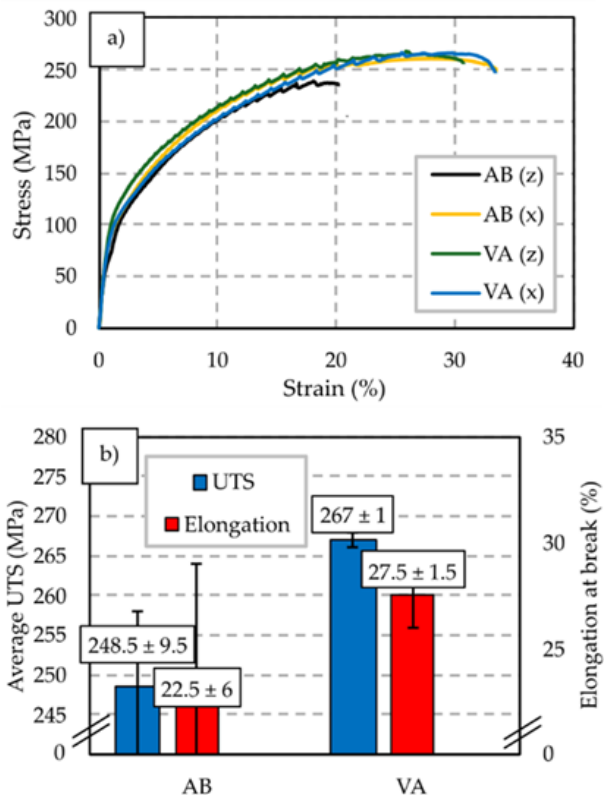 300
a)
250
200
150
100
50
0
Stress (MPa)
AB (z)
AB (x)
VA (z)
VA (x)
0 10 20 30 40
Strain (%)
280 35
b)
275
UTS
Elongation
270
267 ± 1
30
265
27.5 ± 1.5
260
255
25
248.5 ± 9.5
250
22.5 ± 6
245
0 0
Average UTS (MPa)
Elongation at break (%)
AB VA